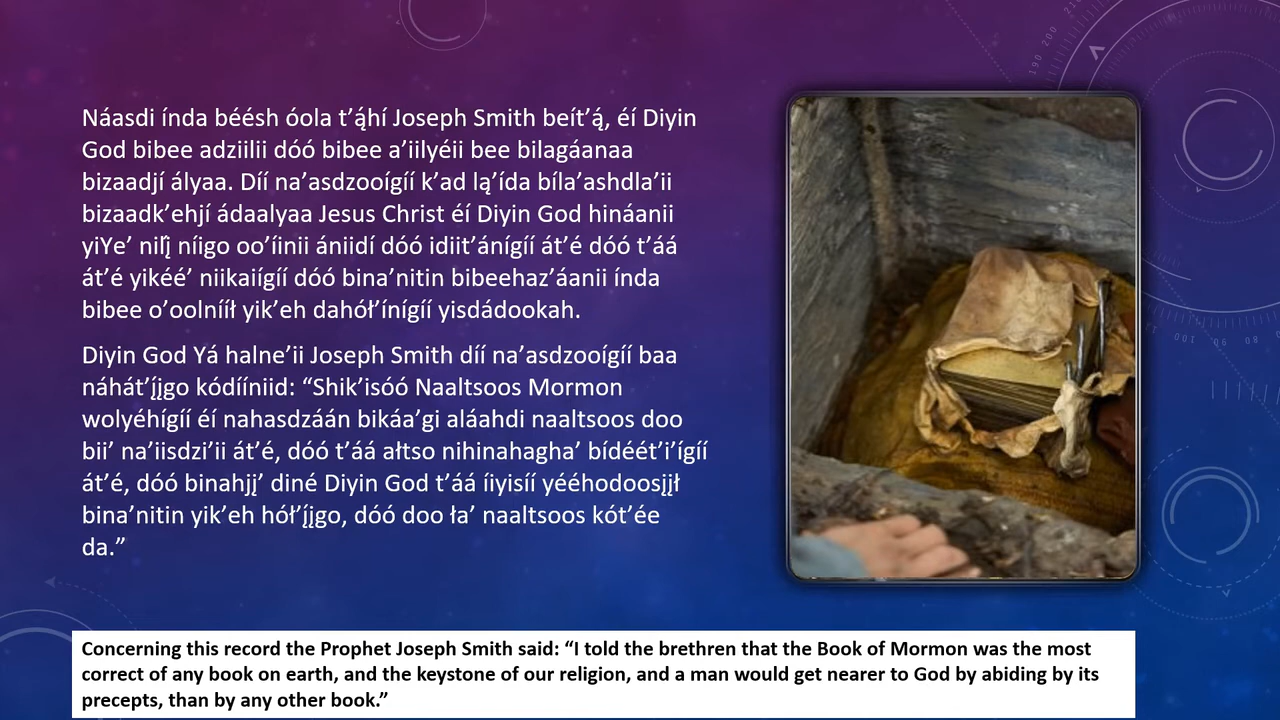 Náasdi índa béésh óola t’ą́hí Joseph Smith beít’ą́, éí Diyin
God bibee adziilii dóó bibee a’iilyéii bee bilagáanaa
bizaadjí ályaa. Díí na’asdzooígíí k’ad lą’ída bíla’ashdla’ii
bizaadk’ehjí ádaalyaa Jesus Christ éí Diyin God hináanii
yiYe’ nilį́į níigo oo’íinii ániidí dóó idiit’ánígíí át’é dóó t’áá
át’é yikéé’ niikaiígíí dóó bina’nitin bibeehaz’áanii índa
bibee o’oolnííł yik’eh dahół’ínígíí yisdádookah.
Diyin God Yá halne’ii Joseph Smith díí na’asdzooígíí baa
náhát’į́įgo kódííniid: “Shik’isóó Naaltsoos Mormon
wolyéhígíí éí nahasdzáán bikáa’gi aláahdi naaltsoos doo
bii’ na’iisdzi’ii át’é, dóó t’áá ałtso nihinahagha’ bídéét’i’ígíí
át’é, dóó binahjį’ diné Diyin God t’áá íiyisíí yééhodoosįįł
bina’nitin yik’eh hół’į́įgo, dóó doo ła’ naaltsoos kót’ée
da.”
Concerning this record the Prophet Joseph Smith said: “I told the brethren that the Book of Mormon was the most
correct of any book on earth, and the keystone of our religion, and a man would get nearer to God by abiding by its
precepts, than by any other book.”